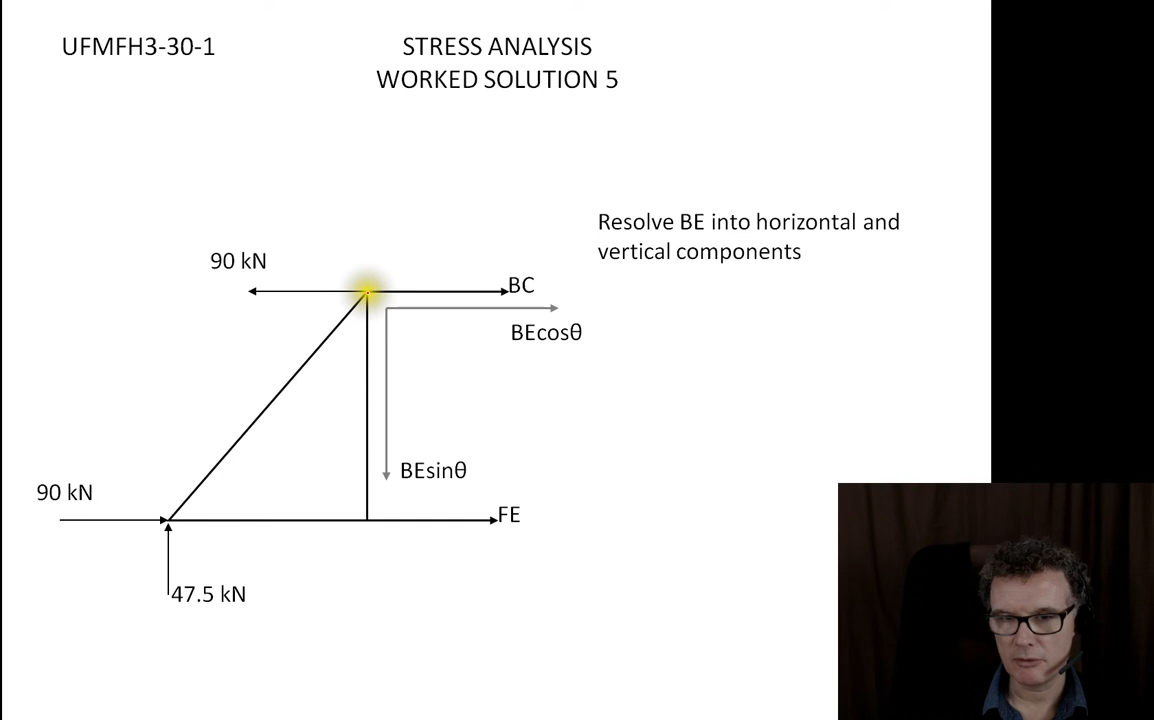 UFMFH3-30-1
STRESS ANALYSIS
WORKED SOLUTION 5
Resolve BE into horizontal and
vertical components
90 kN
BC
BEcosθ
BEsinθ
90 kN
FE
47.5 kN